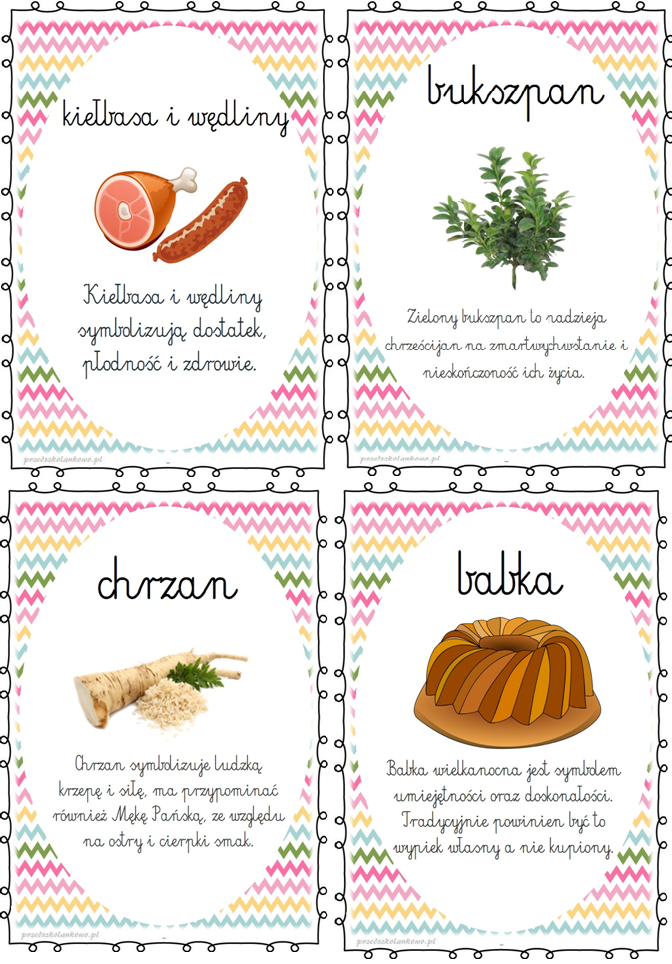 kiełbasa i wędliny
Kiełbasa i wędliny
symbolizują dostatek,
płodność i zdrowie.
przedszkolankowo.pl
bukszpan
Zielony bukszpan to nadzieja
chrześcijan na zmartwychwstanie i
nieskończoność ich życia.
przedszkolankowo.pl
chrzan
Chrzan symbolizuje ludzką
krzepę i siłę, ma przypominać
również Mękę Pańską, ze względu
na ostry i cierpki smak.
przedszkolankowo.pl
babka
Babka wielkanocna jest symbolem
umiejętności oraz doskonałości.
Tradycyjnie powinien być to
wypiek własny a nie kupiony.
przedszkolankowo.pl